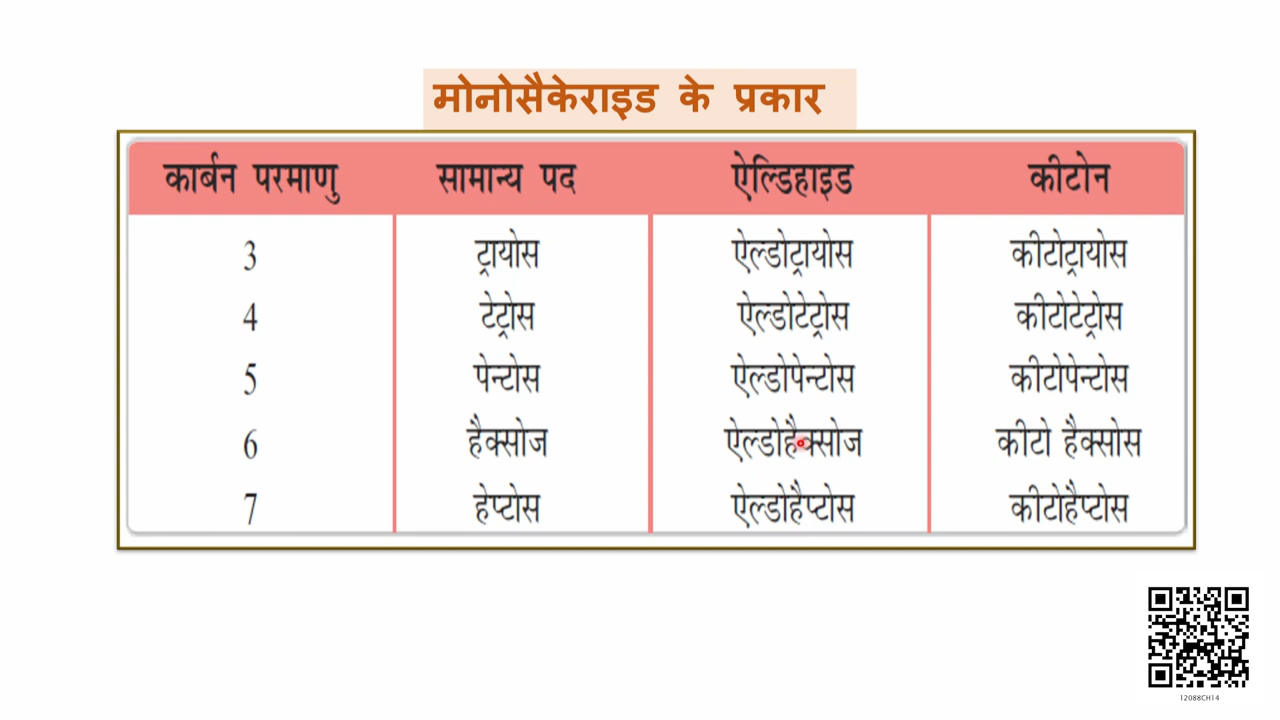 मोनोसैकेराइड के प्रकार
कार्बन परमाणु सामान्य पद ऐल्डिहाइड कीटोन
3 ट्रायोस ऐल्डोट्रायोस कीटोट्रायोस
4 टेट्रोस ऐल्डोटेट्रोस कीटोटेट्रोस
5 पेन्टोस ऐल्डोपेन्टोस कीटोपेन्टोस
6 हैक्सोज ऐल्डोहैक्सोज कीटो हैक्सोस
7 हेप्टोस ऐल्डोहैप्टोस कीटोहैप्टोस
12088CH14